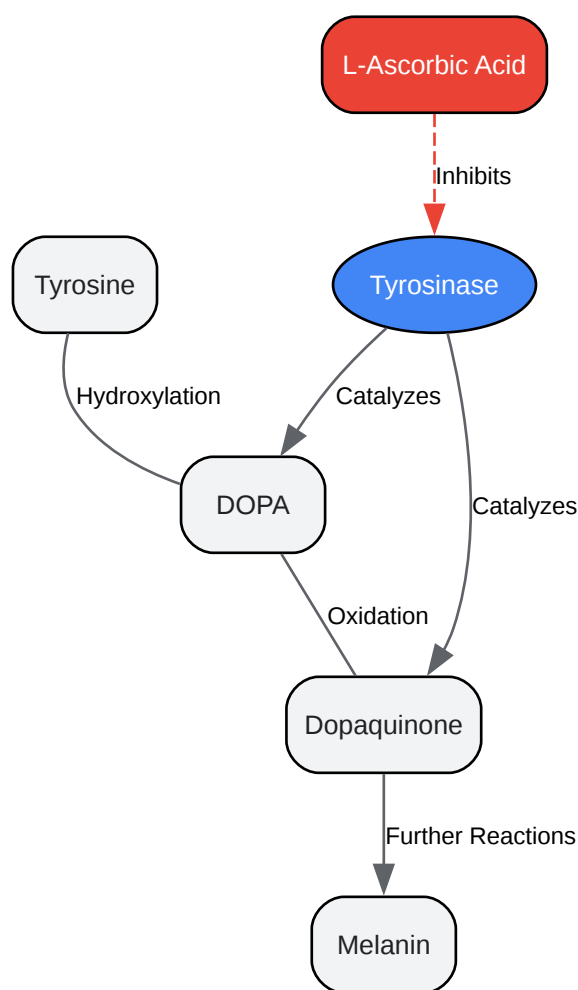 L-Ascorbic Acid
Inhibits
Tyrosine
Tyrosinase
Hydroxylation
Catalyzes
DOPA
Catalyzes
Oxidation
Dopaquinone
Further Reactions
Melanin